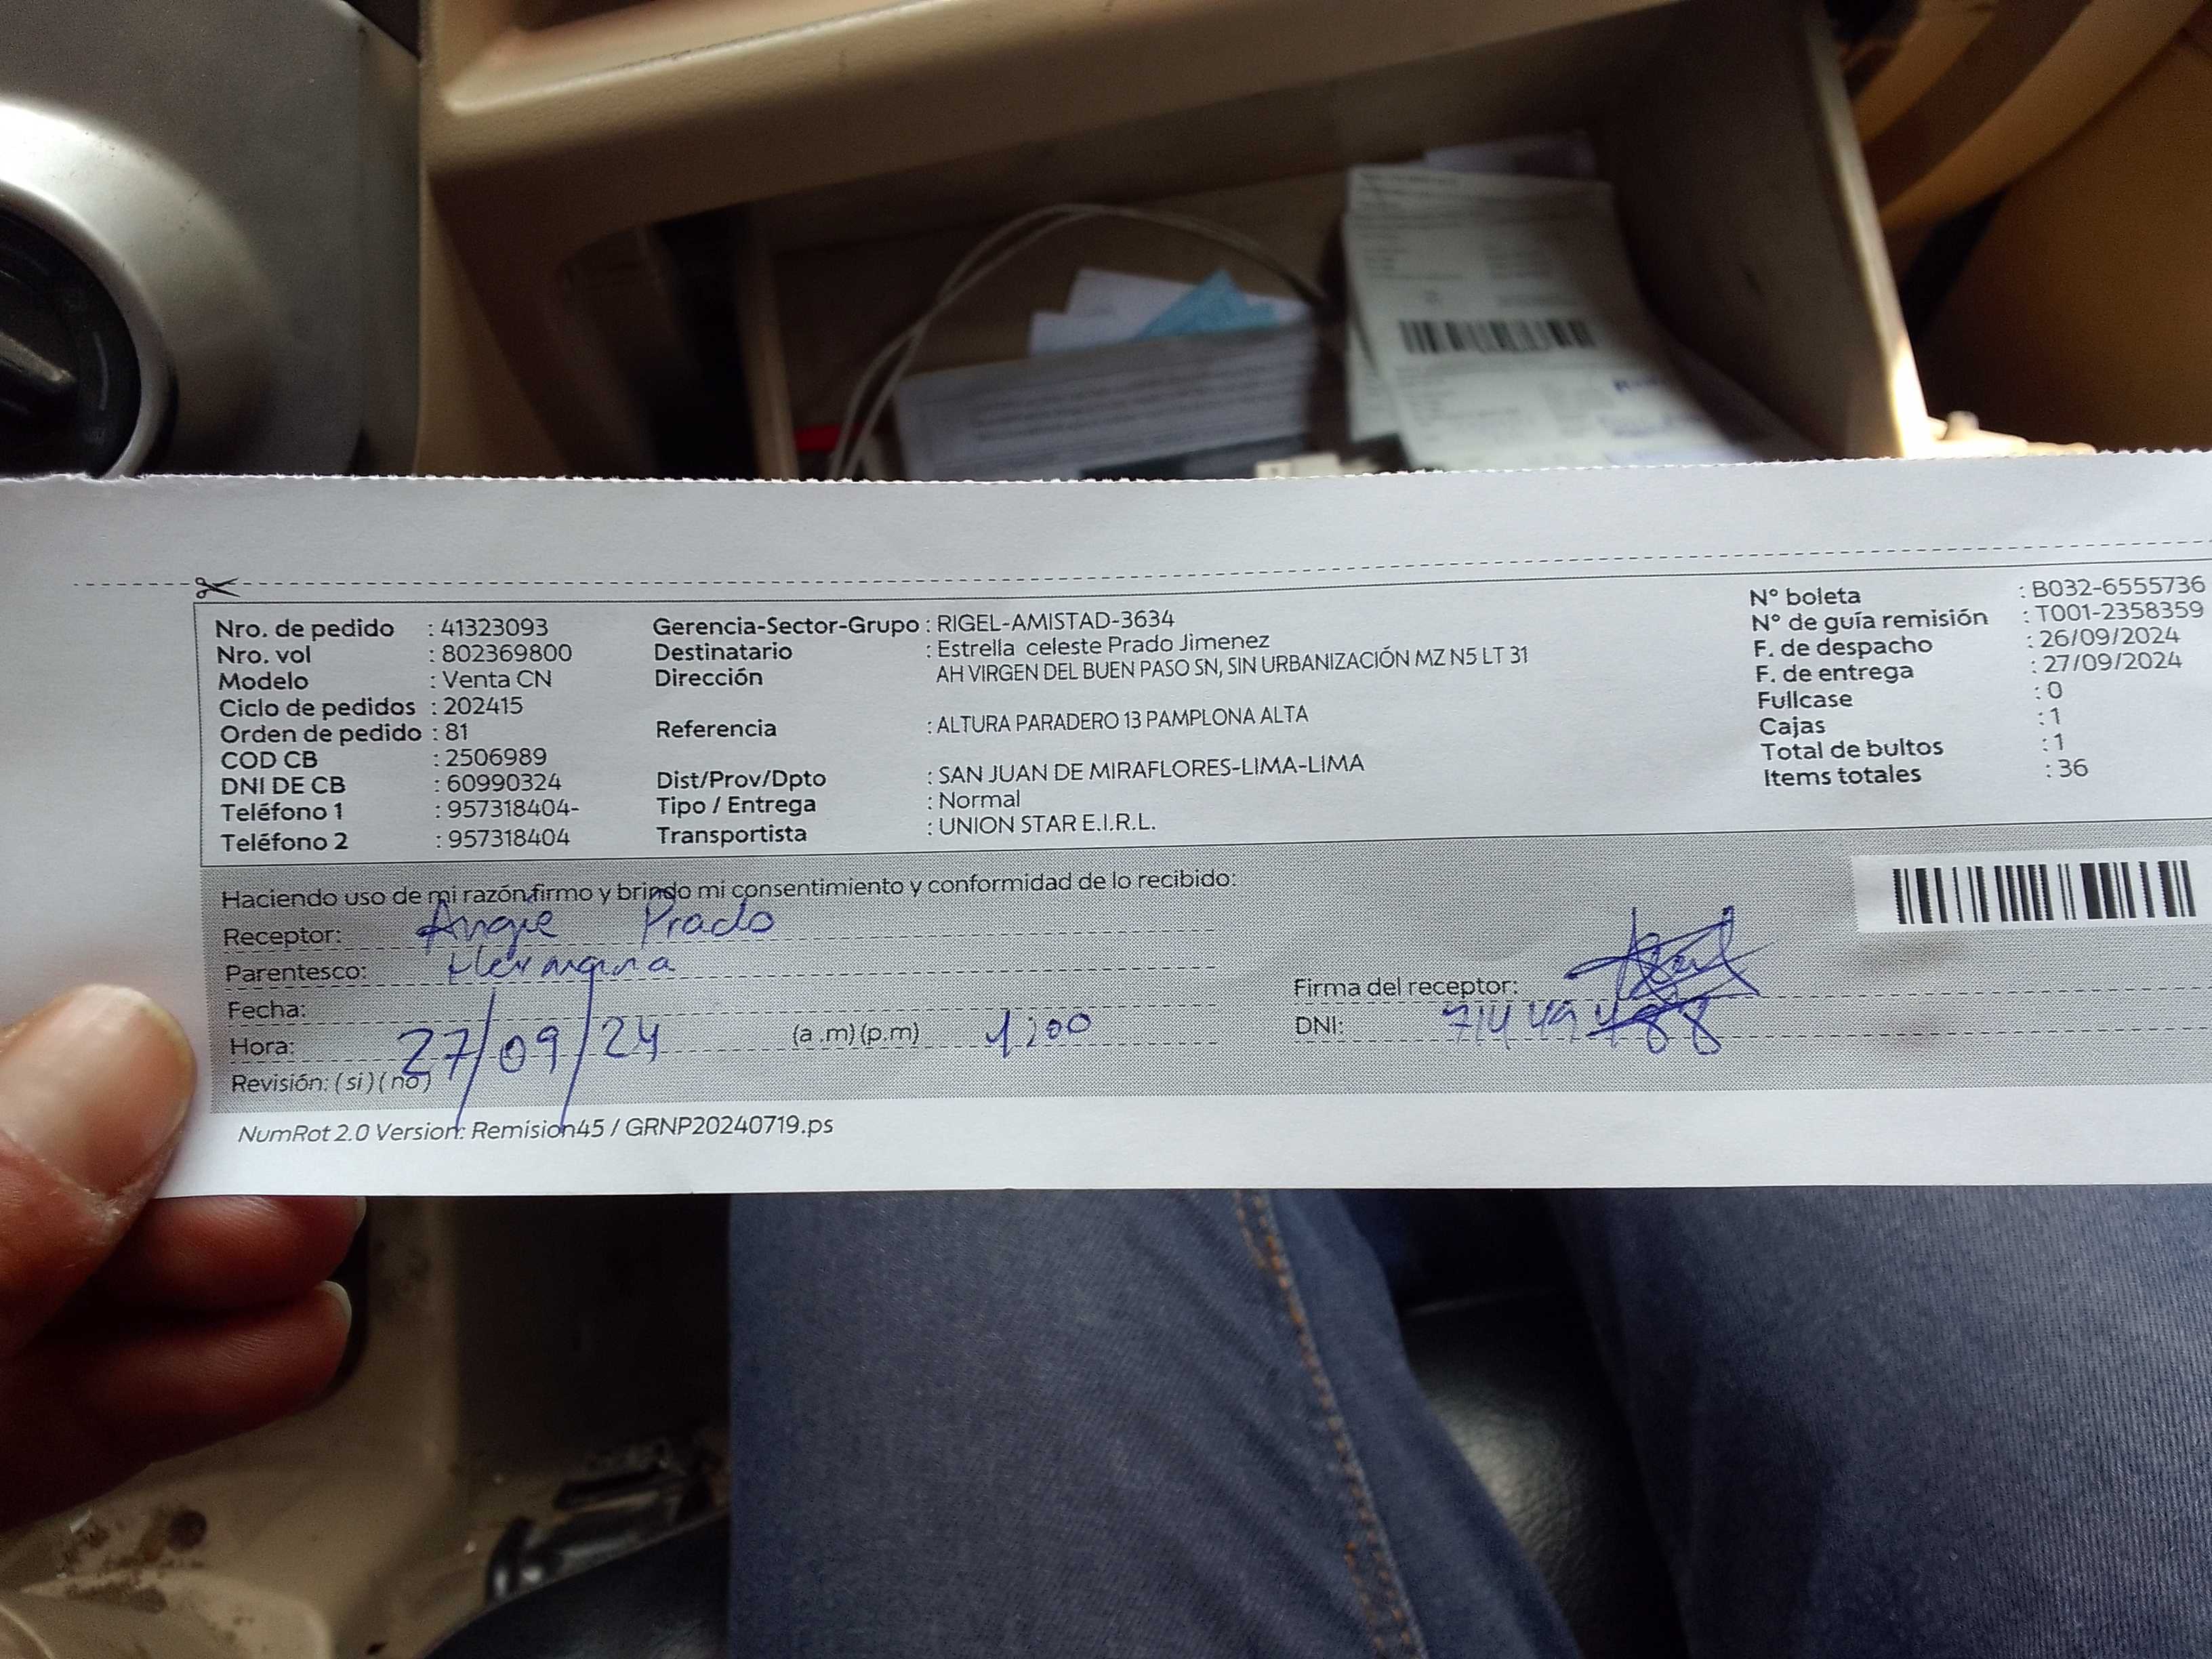 Nro. de pedido : 41323093
Nro. vol : 802369800
Modelo : Venta CN
Ciclo de pedidos : 202415
Orden de pedido : 81
COD CB : 2506989
DNI DE CB : 60990324
Teléfono 1 : 957318404-
Teléfono 2 : 957318404
Gerencia-Sector-Grupo : RIGEL-AMISTAD-3634
Destinatario : Estrella celeste Prado Jimenez
Dirección AH VIRGEN DEL BUEN PASO SN, SIN URBANIZACIÓN MZ N5 LT 31
Referencia : ALTURA PARADERO 13 PAMPLONA ALTA
Dist/Prov/Dpto : SAN JUAN DE MIRAFLORES-LIMA-LIMA
Tipo / Entrega : Normal
Transportista : UNION STAR E.I.R.L.
N° boleta : B032-6555736
N° de guía remisión : T001-2358359
F. de despacho : 26/09/2024
F. de entrega : 27/09/2024
Fullcase : 0
Cajas : 1
Total de bultos : 1
Items totales : 36
Haciendo uso de mi razón firmo y brindo mi consentimiento y conformidad de lo recibido:
Receptor: Angie Prado
Parentesco: Hermana
Fecha:
Hora: 27/09/24 (a.m) (p.m) 1:00
Revisión: (si) (no)
Firma del receptor:
DNI:
NumRot 2.0 Version: Remision45 / GRNP20240719.ps